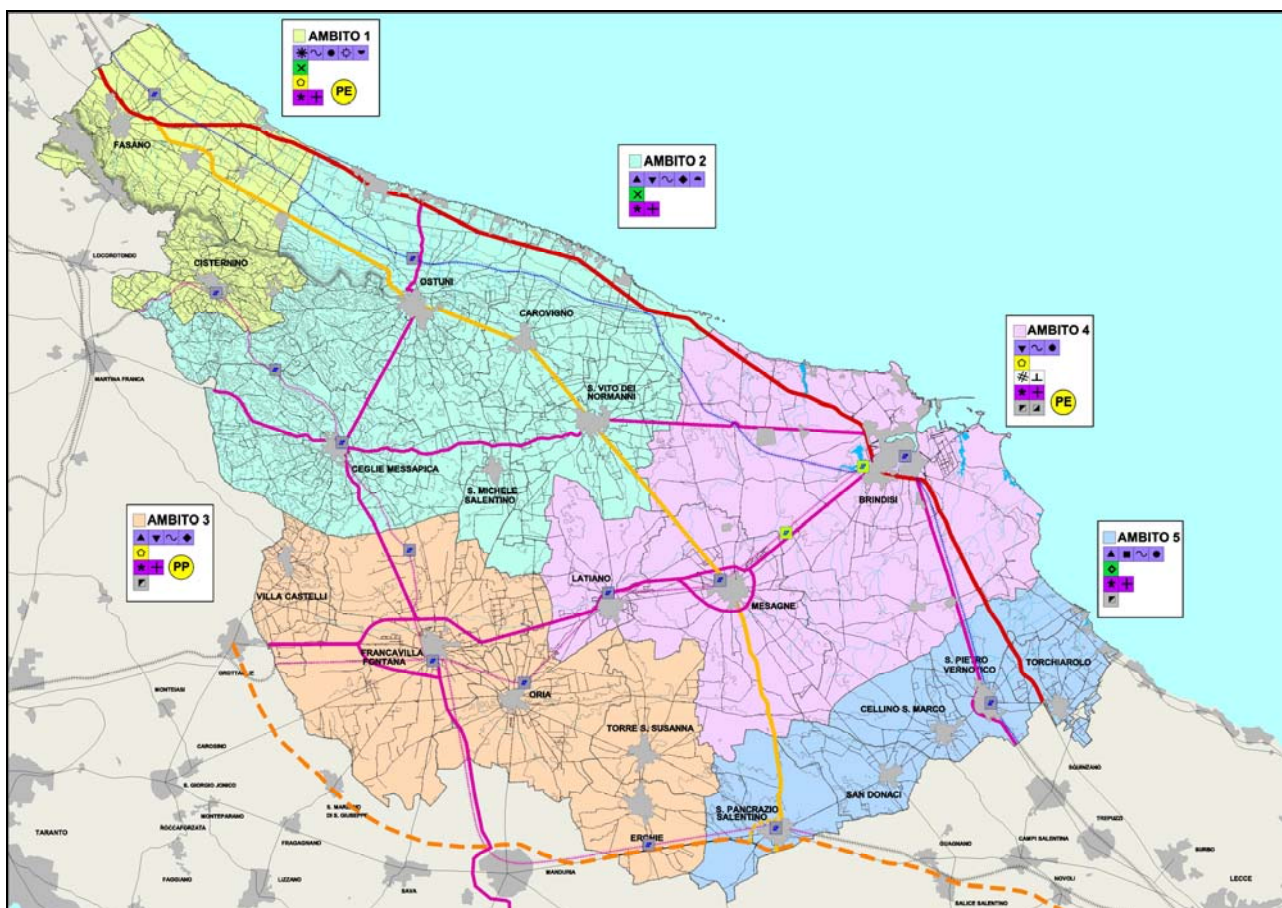 AMBITO 1
PE
FASANO
AMBITO 2
CISTERNINO
LOCOROTONDO
OSTUNI
CAROVIGNO
AMBITO 4
PE
MARTINA FRANCA
S. VITO DEI
NORMANNI
CEGLIE MESSAPICA
S. MICHELE
SALENTINO
BRINDISI
AMBITO 3
PP
AMBITO 5
LATIANO
VILLA CASTELLI
MESAGNE
FRANCAVILLA
FONTANA
GROTTAGLIE
S. PIETRO
VERNOTICO
TORCHIAROLO
MONTEIASI
ORIA
CELLINO S. MARCO
TORRE S. SUSANNA
CAROSINO
SQUINZANO
S. GIORGIO JONICO
SAN DONACI
MONTEPARANO
S. MARZANO
DI S. GIUSEPPE
S. PANCRAZIO
SALENTINO
TREPUZZI
ROCCAFORZATA
TARANTO
FRAGAGNANO
ERCHIE
GUAGNANO
CAMPI SALENTINA
SURBO
MANDURIA
FAGGIANO
LIZZANO
SAVA
NOVOLI
LECCE
SALICE SALENTINO